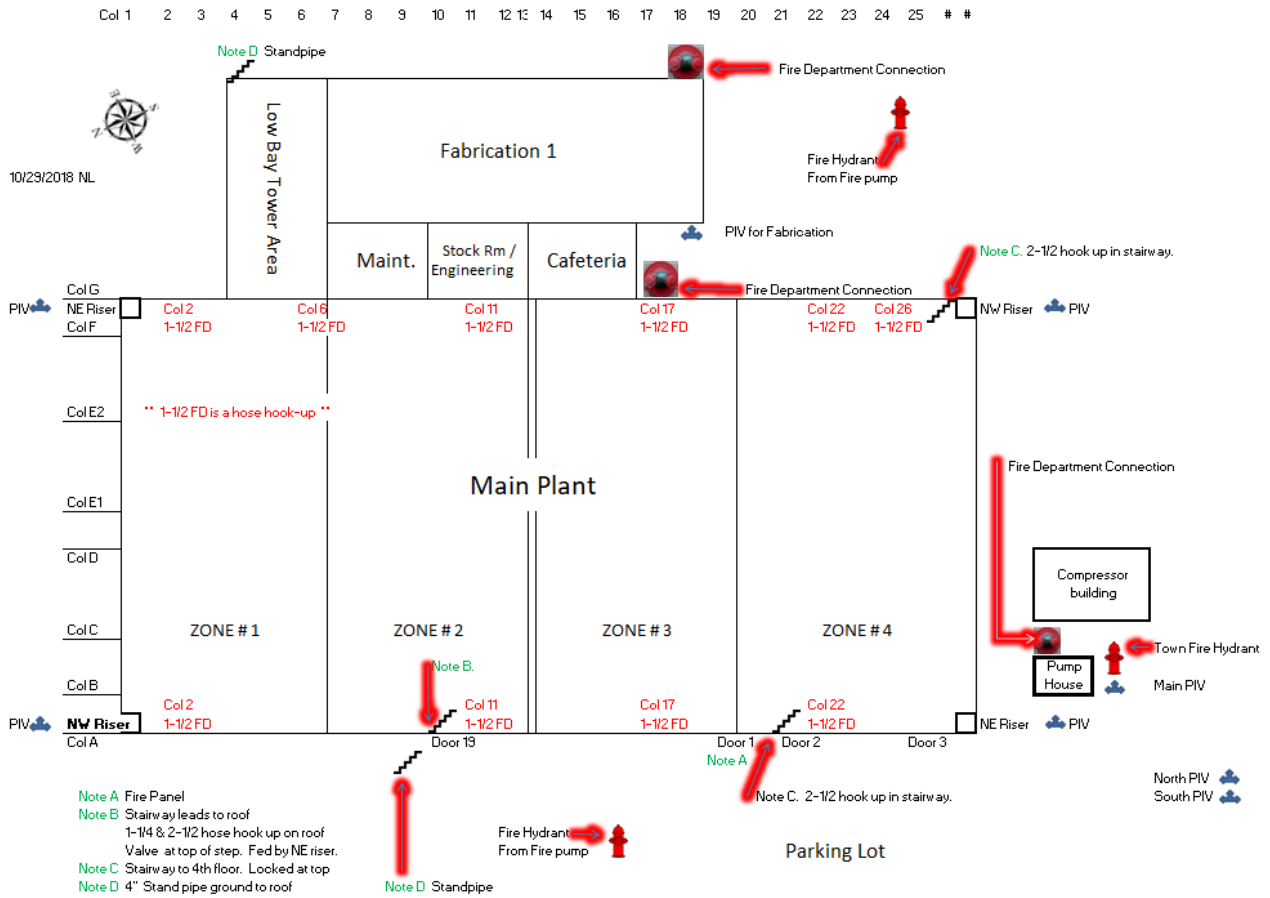 Col 1 2 3 4 5 6 7 8 9 10 11 12 13 14 15 16 17 18 19 20 21 22 23 24 25 # #
Note D Standpipe
Fire Department Connection
Low Bay Tower Area
Fabrication 1
Fire Hydrant
From Fire pump
10/29/2018 NL
N E S W
PIV for Fabrication
Maint.
Stock Rm /
Engineering
Cafeteria
Note C. 2-1/2 hook up in stairway.
Col G
Fire Department Connection
PIV NE Riser Col 2 Col 6 Col 11 Col 17 Col 22 Col 26 NW Riser PIV
Col F 1-1/2 FD 1-1/2 FD 1-1/2 FD 1-1/2 FD 1-1/2 FD 1-1/2 FD
Col E2 ** 1-1/2 FD is a hose hook-up **
Fire Department Connection
Main Plant
Col E1
Col D
Compressor
building
Col C ZONE # 1 ZONE # 2 ZONE # 3 ZONE # 4
Town Fire Hydrant
Note B.
Pump
House
Col B Main PIV
Col 2 Col 11 Col 17 Col 22
PIV NW Riser 1-1/2 FD 1-1/2 FD 1-1/2 FD 1-1/2 FD NE Riser PIV
Col A Door 19 Door 1 Door 2 Door 3
Note A
North PIV
South PIV
Note A Fire Panel
Note C. 2-1/2 hook up in stairway.
Note B Stairway leads to roof
1-1/4 & 2-1/2 hose hook up on roof
Valve at top of step. Fed by NE riser.
Fire Hydrant
From Fire pump
Parking Lot
Note C Stairway to 4th floor. Locked at top
Note D 4" Stand pipe ground to roof
Note D Standpipe